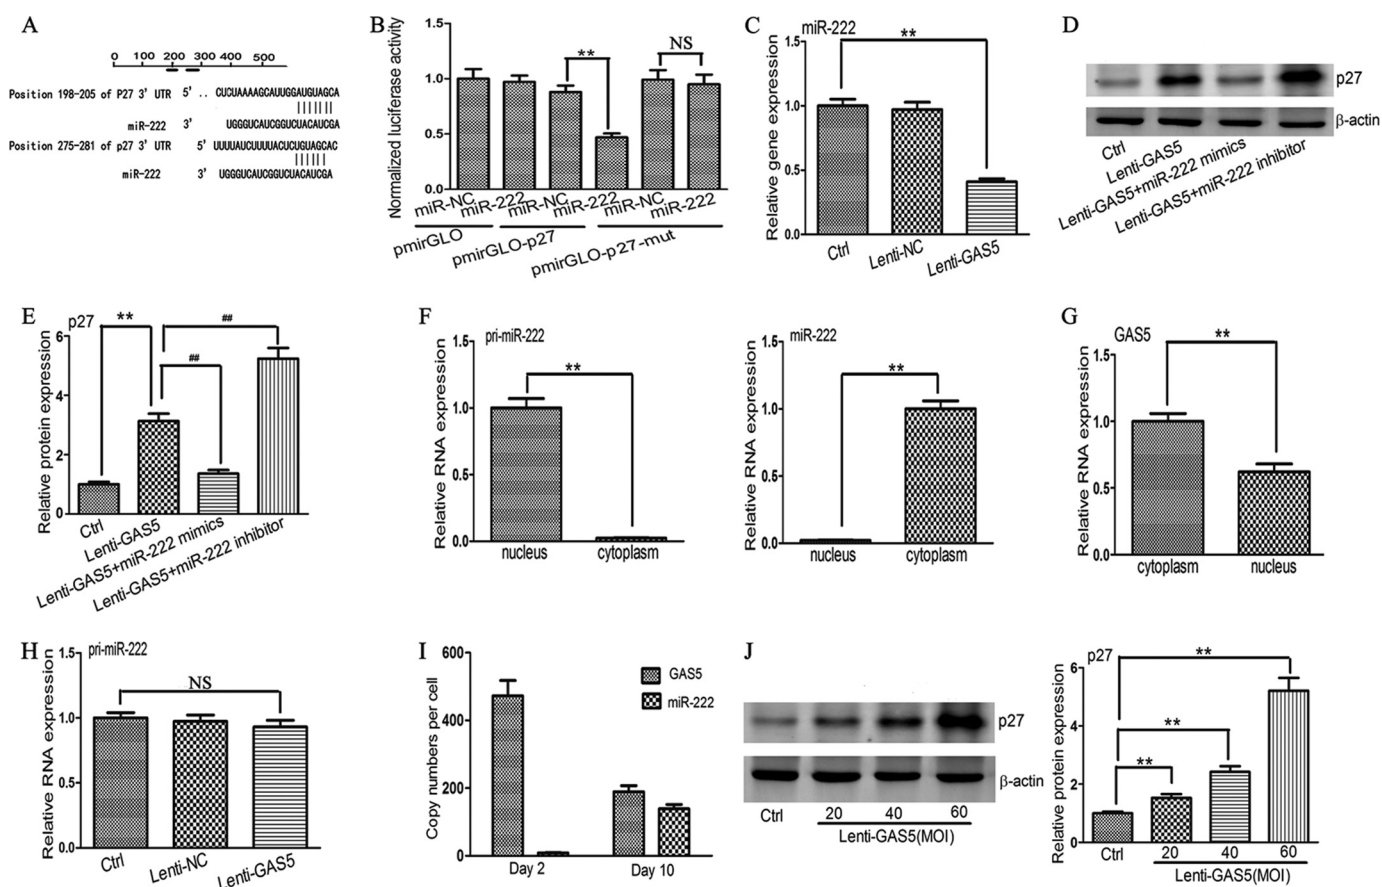 A
0 100 200 300 400 500
Position 198-205 of P27 3' UTR 5' .. CUCUAAAAGCAUUGGAUGUAGCA
miR-222 3' UGGGUCAUCGGUCUACAUCGA
Position 275-281 of p27 3' UTR 5' UUUUAUCUUUUACUCUGUAGCAC
miR-222 3' UGGGUCAUCGGUCUACAUCGA
B
Normalized luciferase activity
1.5
1.0
0.5
0.0
**
NS
miR-NC miR-222 miR-NC miR-222 miR-NC miR-222
pmirGLO pmirGLO-p27 pmirGLO-p27-mut
C
miR-222
Relative gene expression
1.5
1.0
0.5
0.0
**
Ctrl Lenti-NC Lenti-GAS5
D
p27
β-actin
Ctrl
Lenti-GAS5
Lenti-GAS5+miR-222 mimics
Lenti-GAS5+miR-222 inhibitor
E
p27
Relative protein expression
6
4
2
0
**
##
##
Ctrl
Lenti-GAS5
Lenti-GAS5+miR-222 mimics
Lenti-GAS5+miR-222 inhibitor
F
pri-miR-222
Relative RNA expression
1.5
1.0
0.5
0.0
**
nucleus cytoplasm
miR-222
Relative RNA expression
1.5
1.0
0.5
0.0
**
nucleus cytoplasm
G
GAS5
Relative RNA expression
1.5
1.0
0.5
0.0
**
cytoplasm nucleus
H
pri-miR-222
Relative RNA expression
1.5
1.0
0.5
0.0
NS
Ctrl Lenti-NC Lenti-GAS5
I
Copy numbers per cell
600
400
200
0
GAS5
miR-222
Day 2 Day 10
J
p27
β-actin
Ctrl 20 40 60
Lenti-GAS5(MOI)
p27
Relative protein expression
6
4
2
0
**
**
**
Ctrl 20 40 60
Lenti-GAS5(MOI)